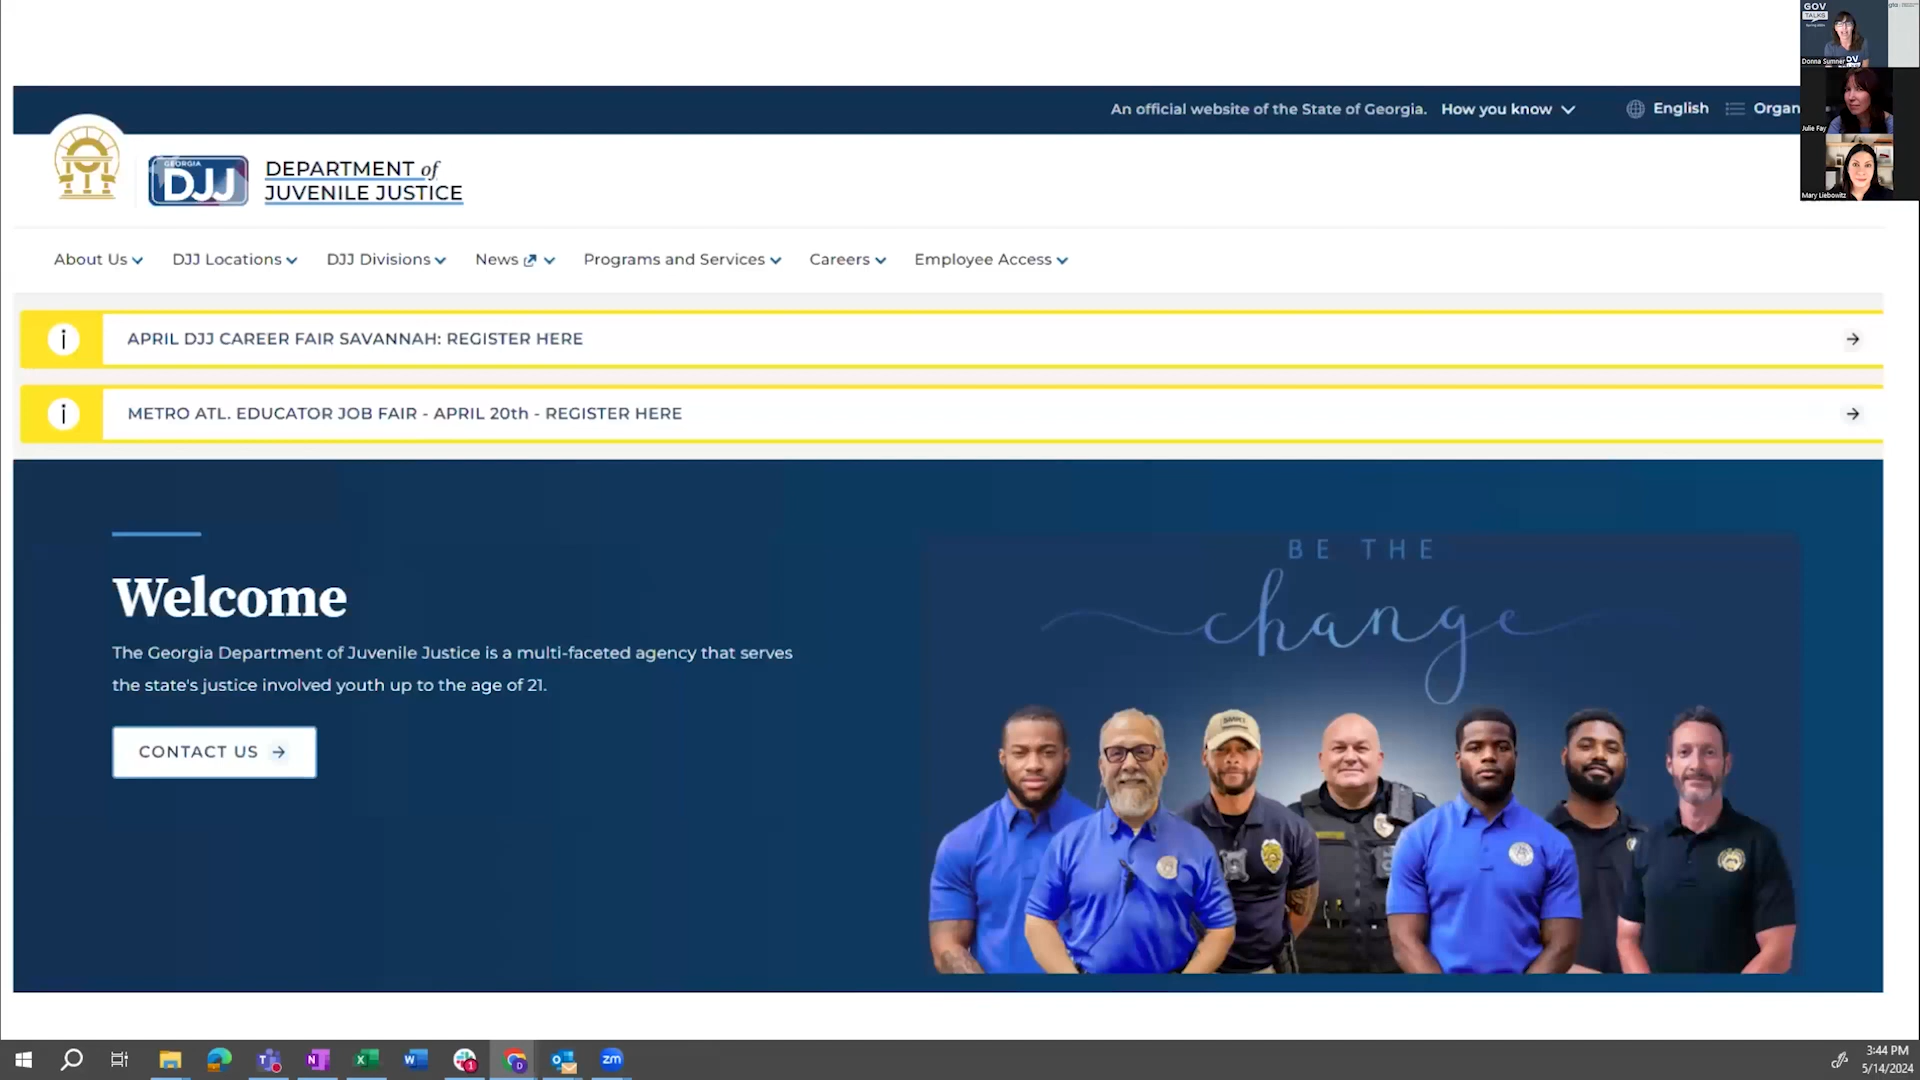 GOV
TALKS
Donna Sumner
Julie Fay
Mary Liebowitz
An official website of the State of Georgia. How you know
English
Organ
GEORGIA
DJJ
DEPARTMENT of
JUVENILE JUSTICE
About Us
DJJ Locations
DJJ Divisions
News
Programs and Services
Careers
Employee Access
i
APRIL DJJ CAREER FAIR SAVANNAH: REGISTER HERE
i
METRO ATL. EDUCATOR JOB FAIR - APRIL 20th - REGISTER HERE
BE THE
change
Welcome
The Georgia Department of Juvenile Justice is a multi-faceted agency that serves
the state's justice involved youth up to the age of 21.
CONTACT US
zm
3:44 PM
5/14/2024